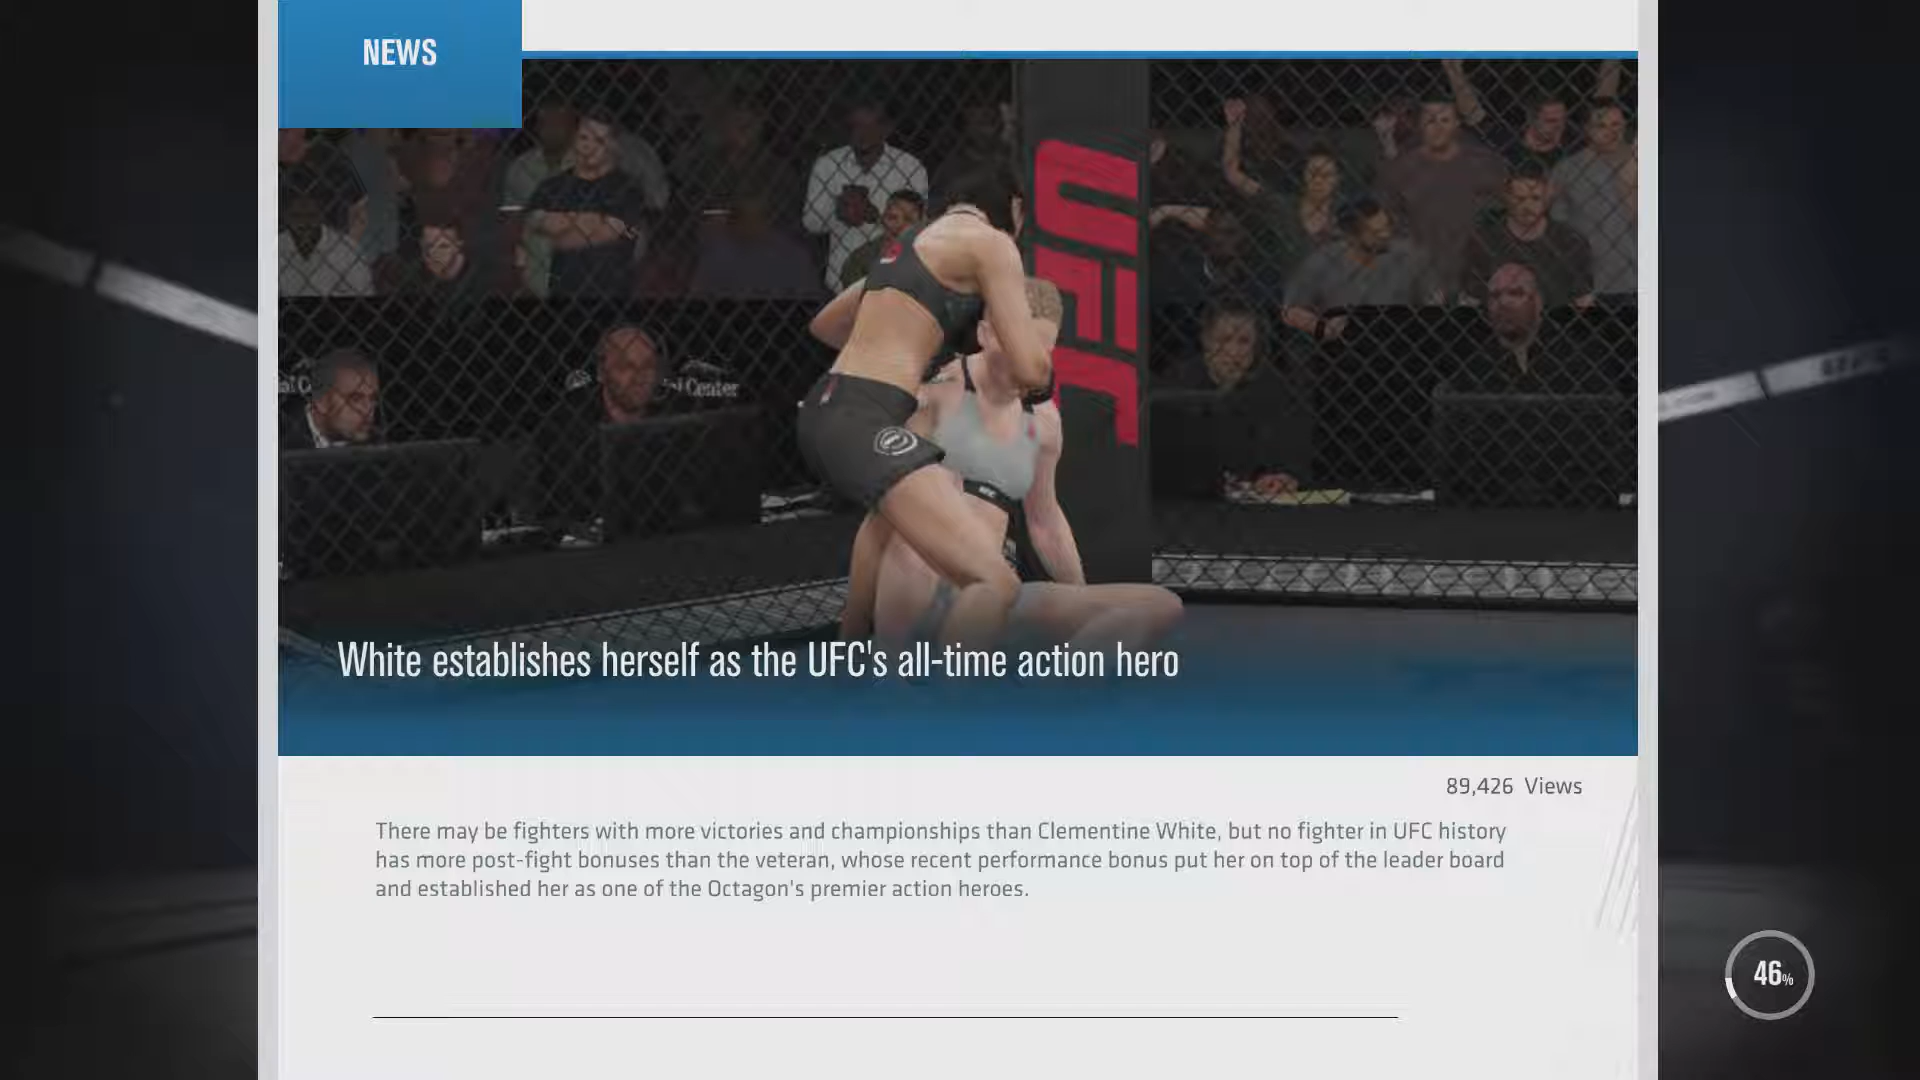 NEWS
UFC
al Center
White establishes herself as the UFC's all-time action hero
89,426 Views
There may be fighters with more victories and championships than Clementine White, but no fighter in UFC history
has more post-fight bonuses than the veteran, whose recent performance bonus put her on top of the leader board
and established her as one of the Octagon's premier action heroes.
46%